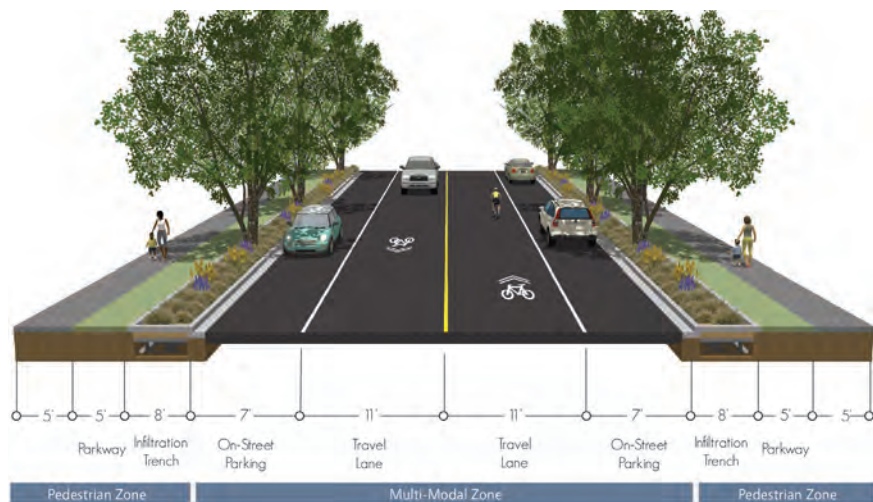 5' 5' 8' 7' 11' 11' 7' 8' 5' 5'
Parkway
Infiltration
Trench
On-Street
Parking
Travel
Lane
Travel
Lane
On-Street
Parking
Infiltration
Trench
Parkway
Pedestrian Zone
Multi-Modal Zone
Pedestrian Zone